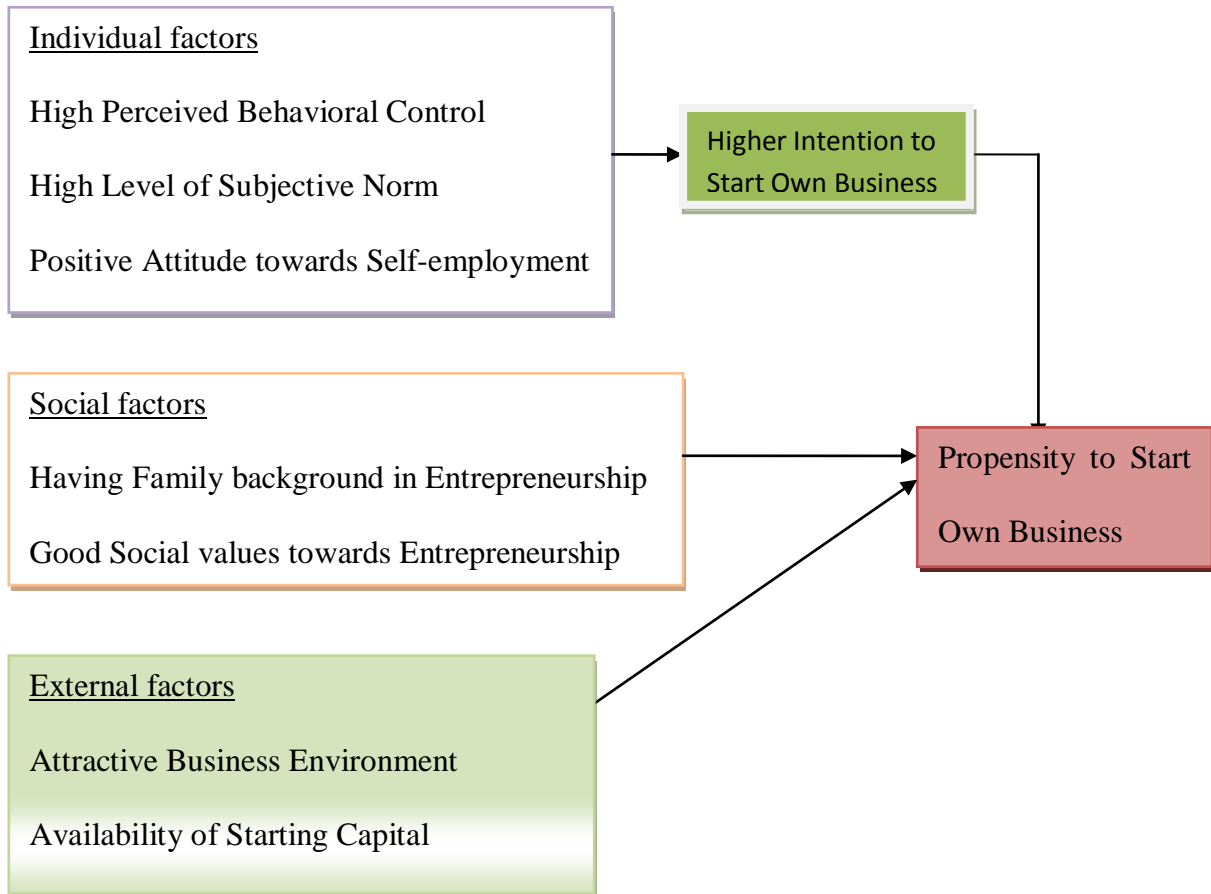 Individual factors
High Perceived Behavioral Control
High Level of Subjective Norm
Positive Attitude towards Self-employment
Higher Intention to
Start Own Business
Social factors
Having Family background in Entrepreneurship
Good Social values towards Entrepreneurship
Propensity to Start
Own Business
External factors
Attractive Business Environment
Availability of Starting Capital